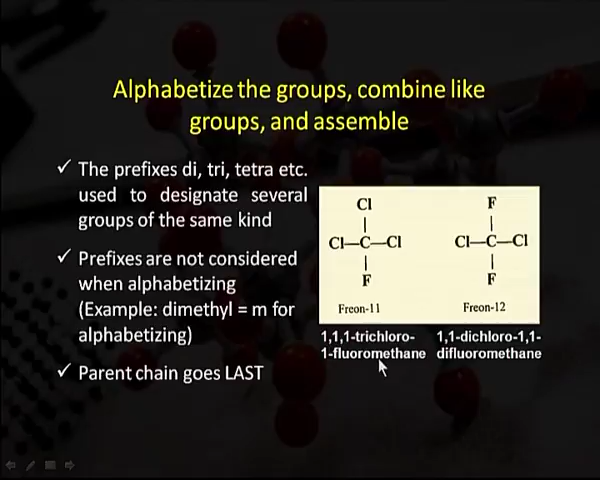 Alphabetize the groups, combine like
groups, and assemble
✓ The prefixes di, tri, tetra etc.
used to designate several
groups of the same kind
✓ Prefixes are not considered
when alphabetizing
(Example: dimethyl = m for
alphabetizing)
✓ Parent chain goes LAST
Cl
|
Cl—C—Cl
|
F
Freon-11
F
|
Cl—C—Cl
|
F
Freon-12
1,1,1-trichloro-
1-fluoromethane
1,1-dichloro-1,1-
difluoromethane